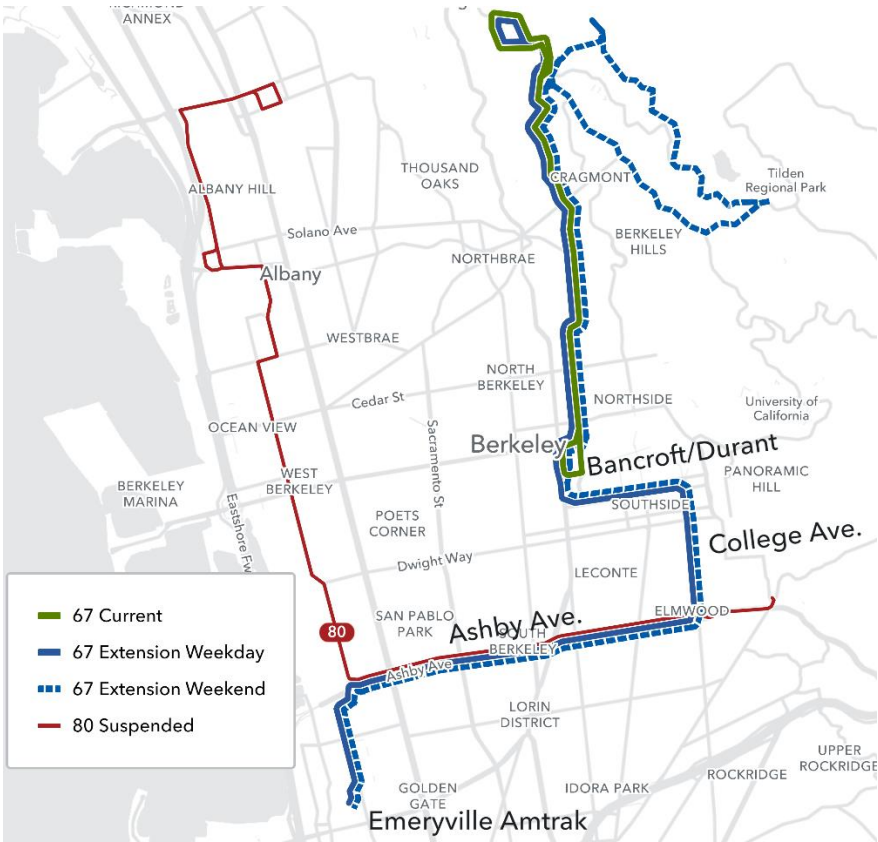 ANNEX
THOUSAND
OAKS
CRAGMONT
Tilden
Regional Park
ALBANY HILL
Solano Ave
BERKELEY
HILLS
NORTHBRAE
Albany
WESTBRAE
NORTH
BERKELEY
Cedar St
NORTHSIDE
University of
California
OCEAN VIEW
Sacramento St
Berkeley
Bancroft/Durant
PANORAMIC
HILL
WEST
BERKELEY
BERKELEY
MARINA
Eastshore Fwy
POETS
CORNER
SOUTHSIDE
College Ave.
Dwight Way
LECONTE
67 Current
67 Extension Weekday
67 Extension Weekend
80 Suspended
80
SAN PABLO
PARK
Ashby Ave.
ELMWOOD
SOUTH
BERKELEY
Ashby Ave
LORIN
DISTRICT
UPPER
ROCKRIDGE
ROCKRIDGE
GOLDEN
GATE
IDORA PARK
Emeryville Amtrak